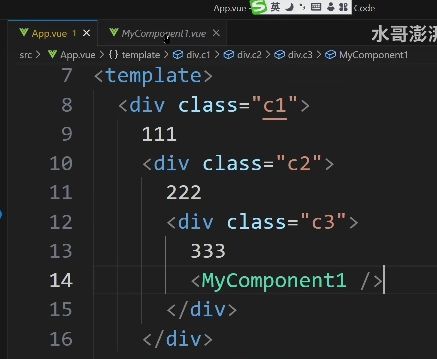 App.vue - 英 Code
水哥澎湃
App.vue 1 MyComponent1.vue
src > App.vue > {} template > div.c1 > div.c2 > div.c3 > MyComponent1
7 <template>
8 <div class="c1">
9 111
10 <div class="c2">
11 222
12 <div class="c3">
13 333
14 <MyComponent1 />
15 </div>
16 </div>